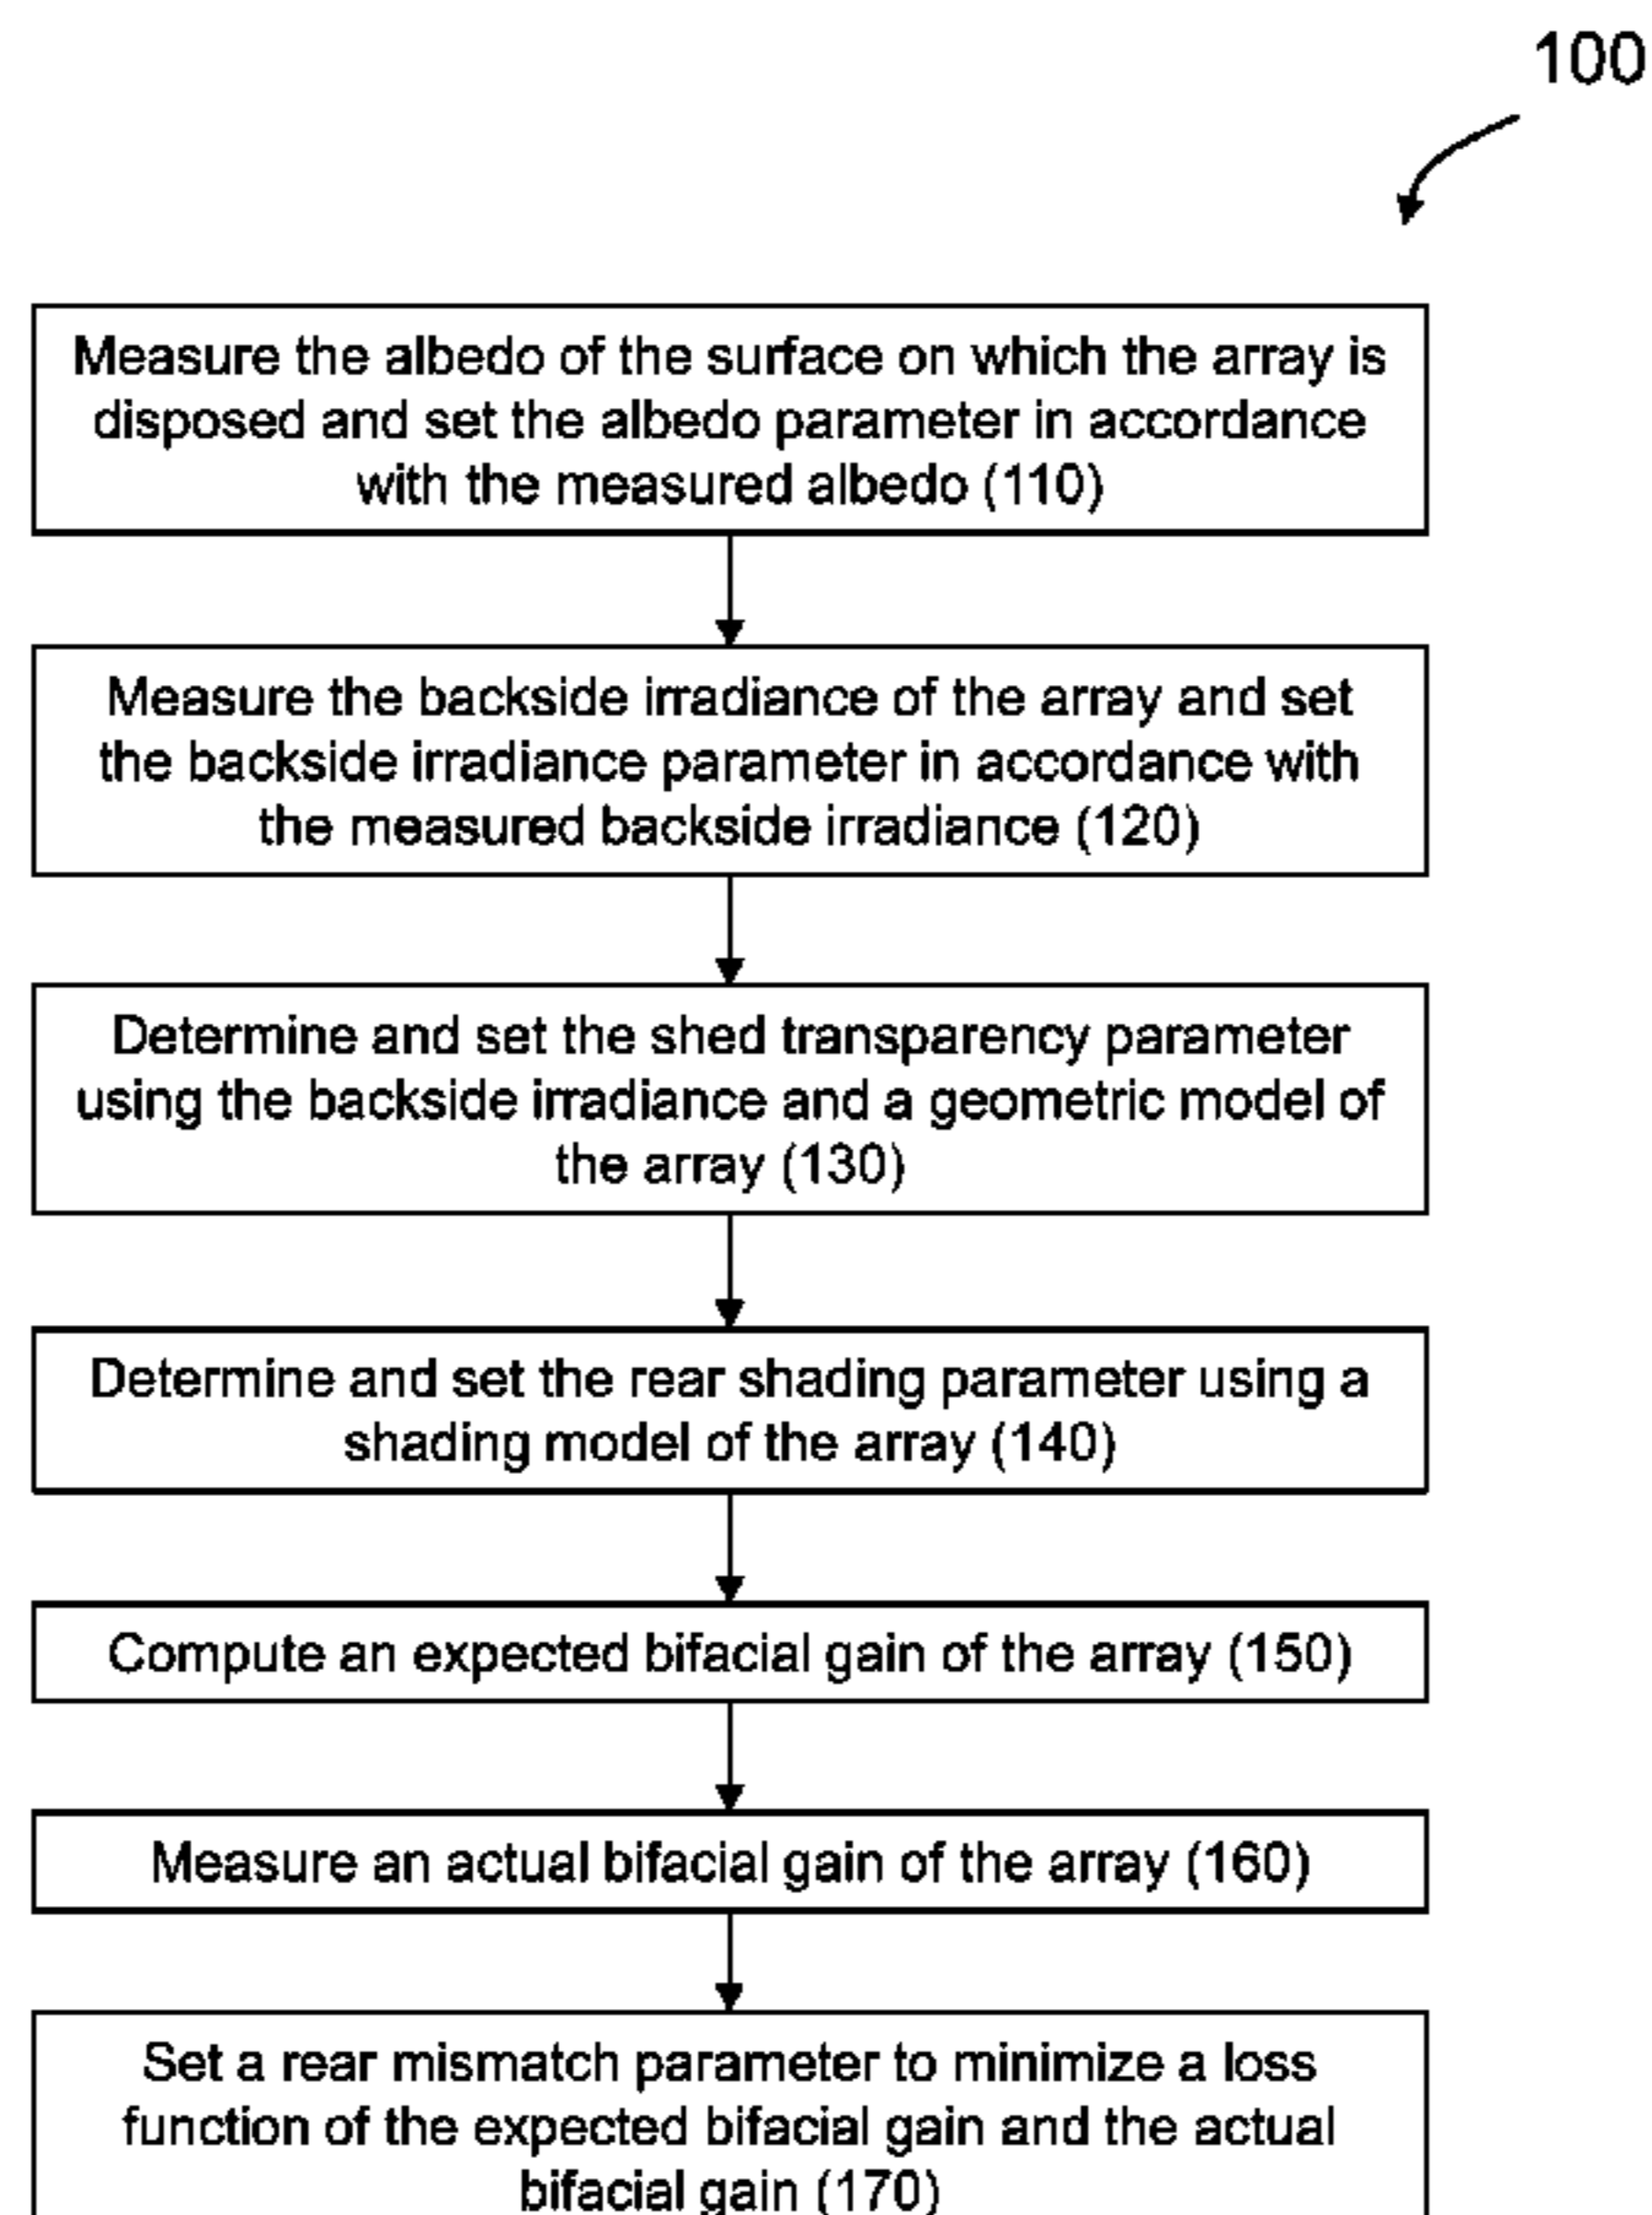 100
Measure the albedo of the surface on which the array is
disposed and set the albedo parameter in accordance
with the measured albedo (110)
Measure the backside irradiance of the array and set
the backside irradiance parameter in accordance with
the measured backside irradiance (120)
Determine and set the shed transparency parameter
using the backside irradiance and a geometric model of
the array (130)
Determine and set the rear shading parameter using a
shading model of the array (140)
Compute an expected bifacial gain of the array (150)
Measure an actual bifacial gain of the array (160)
Set a rear mismatch parameter to minimize a loss
function of the expected bifacial gain and the actual
bifacial gain (170)